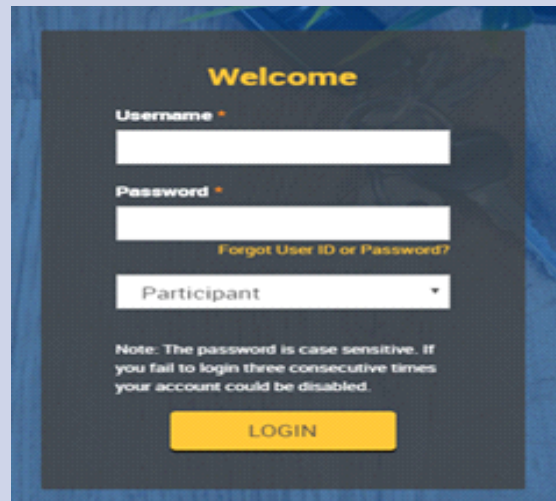 Welcome
Username *
Password *
Forgot User ID or Password?
Participant
Note: The password is case sensitive. If
you fail to login three consecutive times
your account could be disabled.
LOGIN